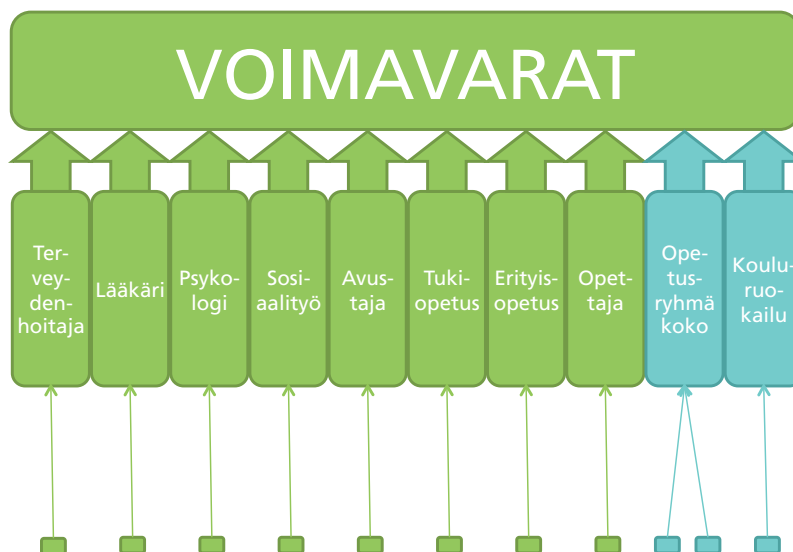 VOIMAVARAT
Ter-
vey-
den-
hoitaja
Lääkäri
Psyko-
logi
Sosi-
aalityö
Avus-
taja
Tuki-
opetus
Erityis-
opetus
Opet-
taja
Ope-
tus-
ryhmä
koko
Koulu-
ruo-
kailu